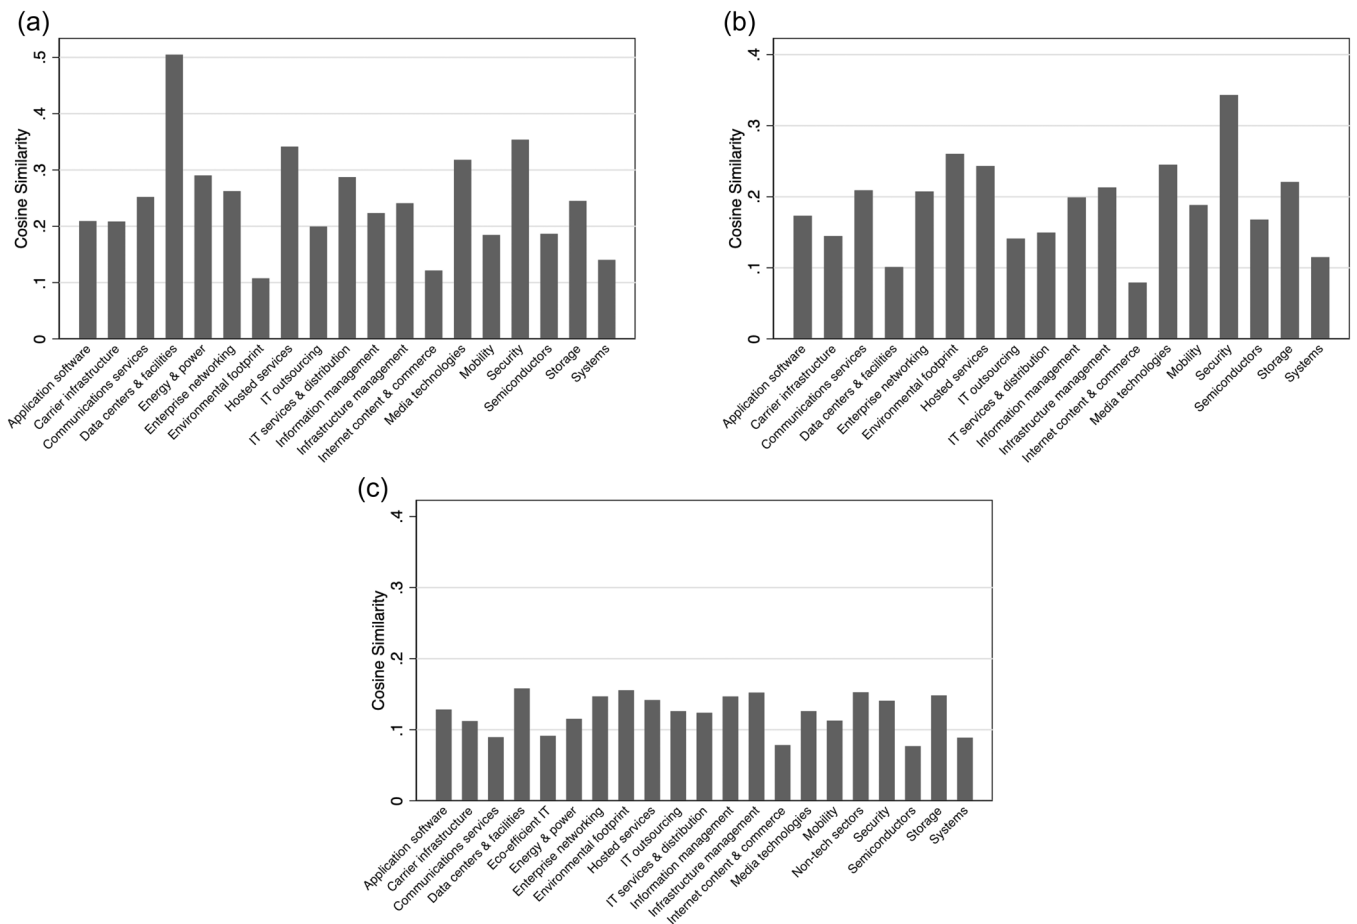 (a)
Cosine Similarity
.5
.4
.3
.2
.1
0
Application software
Carrier infrastructure
Communications services
Data centers & facilities
Energy & power
Enterprise networking
Environmental footprint
Hosted services
IT outsourcing
IT services & distribution
Information management
Infrastructure management
Internet content & commerce
Media technologies
Mobility
Security
Semiconductors
Storage
Systems
(b)
Cosine Similarity
.4
.3
.2
.1
0
Application software
Carrier infrastructure
Communications services
Data centers & facilities
Enterprise networking
Environmental footprint
Hosted services
IT outsourcing
IT services & distribution
Information management
Infrastructure management
Internet content & commerce
Media technologies
Mobility
Security
Semiconductors
Storage
Systems
(c)
Cosine Similarity
.4
.3
.2
.1
0
Application software
Carrier infrastructure
Communications services
Data centers & facilities
Eco-efficient IT
Energy & power
Enterprise networking
Environmental footprint
Hosted services
IT outsourcing
IT services & distribution
Information management
Infrastructure management
Internet content & commerce
Media technologies
Mobility
Non-tech sectors
Security
Semiconductors
Storage
Systems